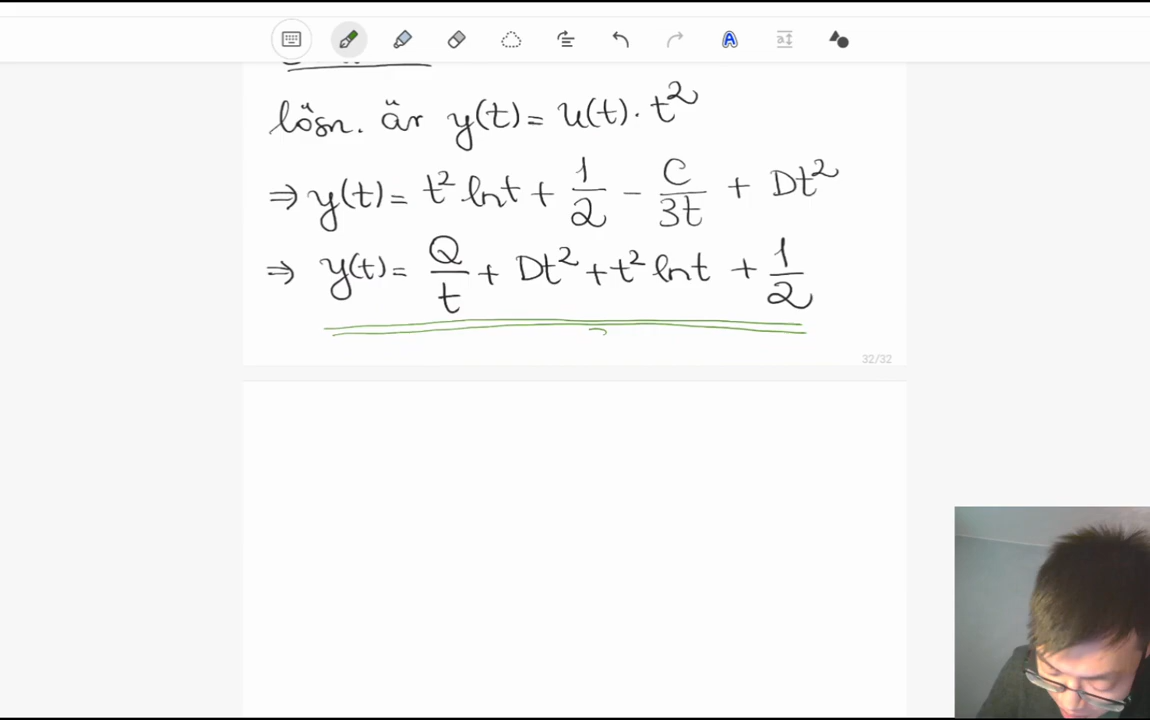 lösn. är y(t) = u(t) · t²
⇒ y(t) = t² ln t + 1/2 - C/3t + Dt²
⇒ y(t) = Q/t + Dt² + t² ln t + 1/2
32/32